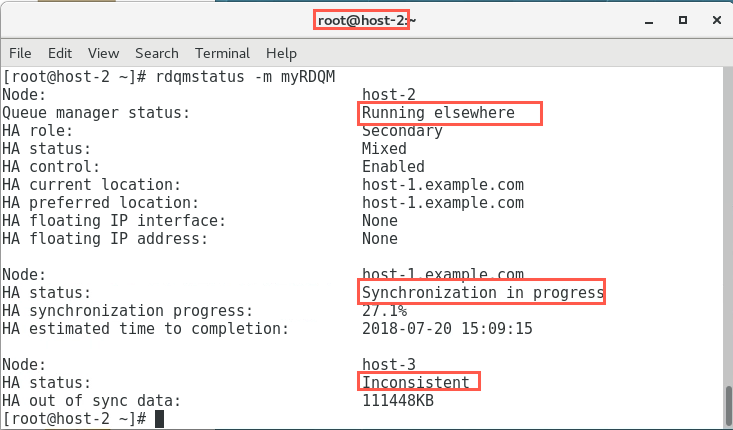 root@host-2:~
File Edit View Search Terminal Help
[root@host-2 ~]# rdqmstatus -m myRDQM
Node: host-2
Queue manager status: Running elsewhere
HA role: Secondary
HA status: Mixed
HA control: Enabled
HA current location: host-1.example.com
HA preferred location: host-1.example.com
HA floating IP interface: None
HA floating IP address: None
Node: host-1.example.com
HA status: Synchronization in progress
HA synchronization progress: 27.1%
HA estimated time to completion: 2018-07-20 15:09:15
Node: host-3
HA status: Inconsistent
HA out of sync data: 111448KB
[root@host-2 ~]#